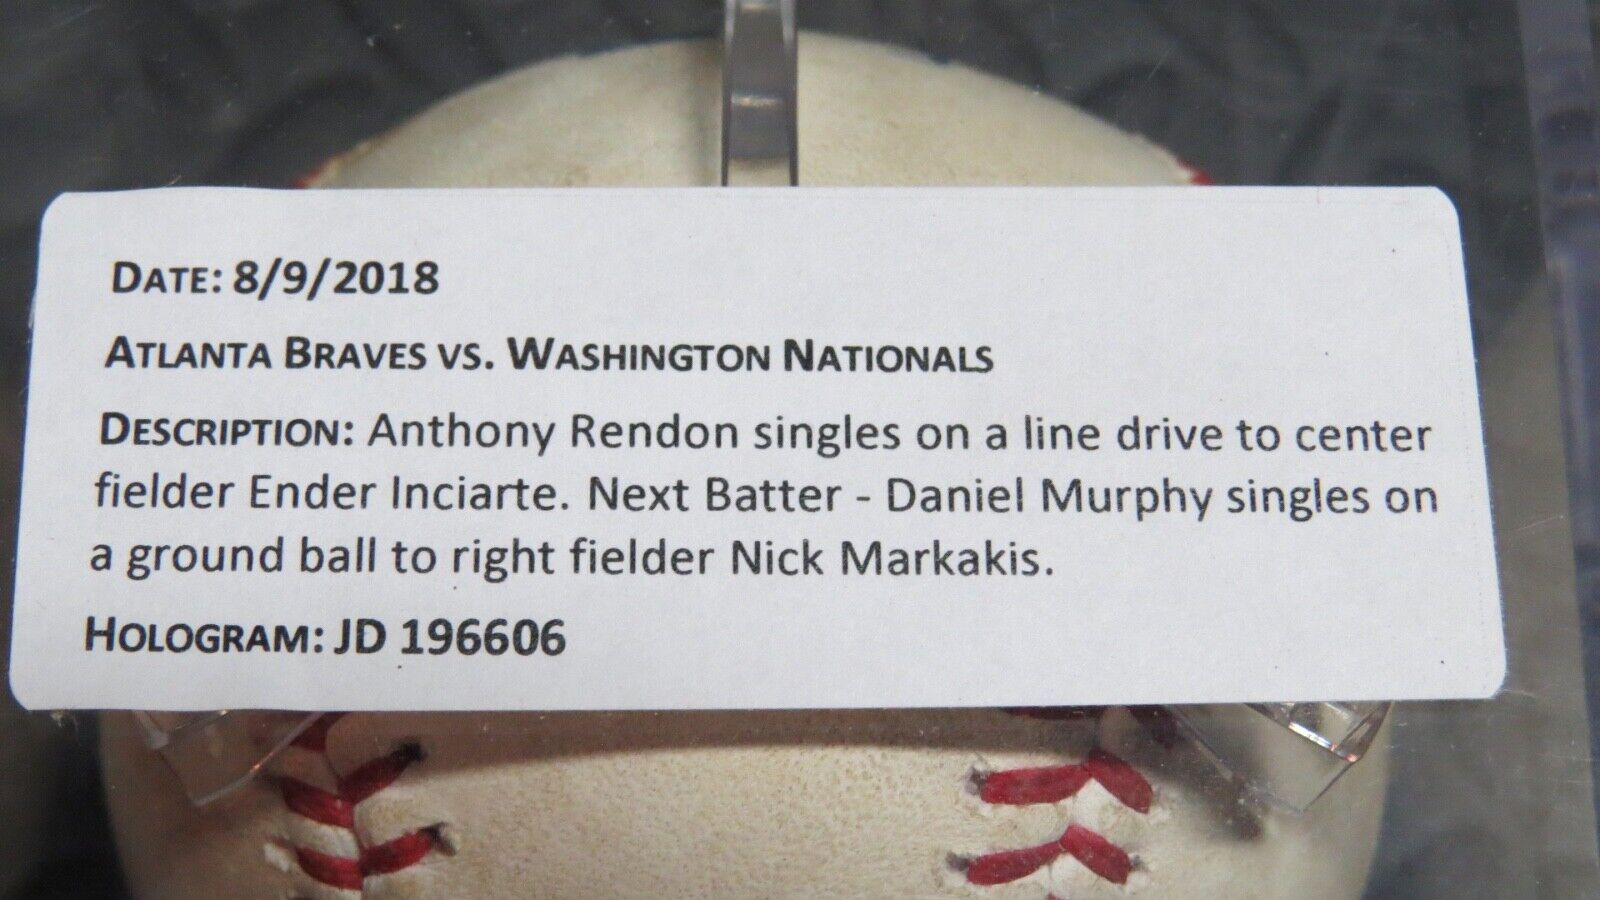 DATE: 8/9/2018
ATLANTA BRAVES VS. WASHINGTON NATIONALS
DESCRIPTION: Anthony Rendon singles on a line drive to center
fielder Ender Inciarte. Next Batter - Daniel Murphy singles on
a ground ball to right fielder Nick Markakis.
HOLOGRAM: JD 196606